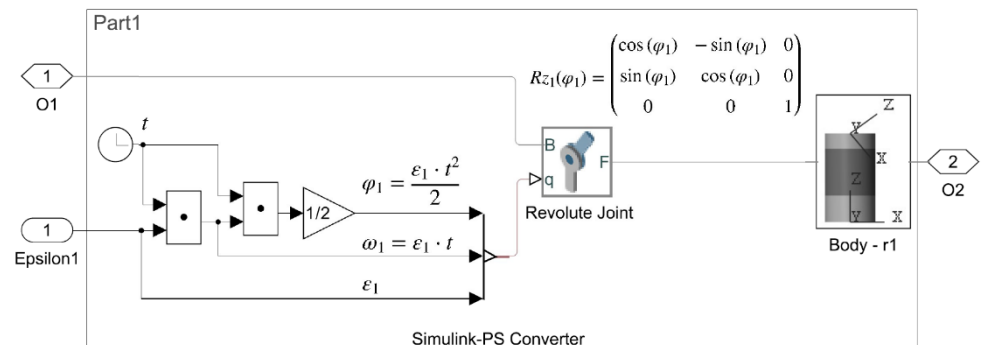 Part1
1
O1
t
Rz₁(φ₁) = 
cos (φ₁) − sin (φ₁) 0
sin (φ₁) cos (φ₁) 0
0 0 1
Z
Y
X
Z
Y X
B
F
q
Revolute Joint
2
O2
Body - r1
φ₁ = ε₁ · t² / 2
1/2
1
Epsilon1
ω₁ = ε₁ · t
ε₁
Simulink-PS Converter